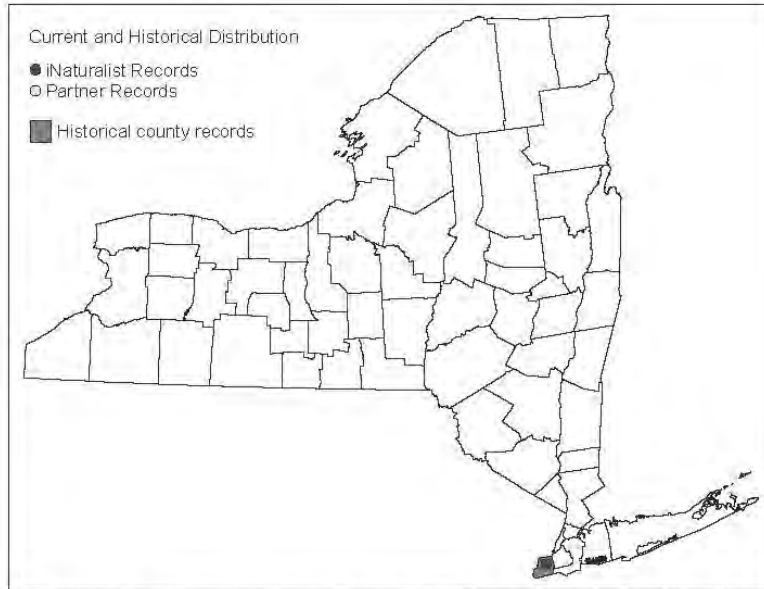 Current and Historical Distribution
iNaturalist Records
Partner Records
Historical county records